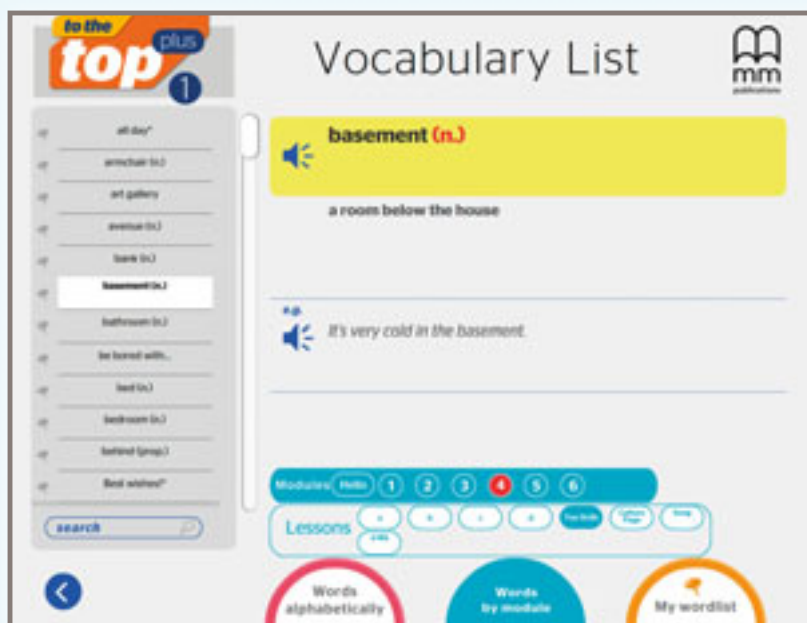 to the
top plus
1
Vocabulary List
mm
publications
all day*
armchair (n.)
art gallery
avenue (n.)
bank (n.)
basement (n.)
bathroom (n.)
be bored with...
bed (n.)
bedroom (n.)
behind (prep.)
Best wishes!*
search
basement (n.)
a room below the house
e.g.
It's very cold in the basement.
Modules Hello 1 2 3 4 5 6
Lessons a b c d
Song
Words
alphabetically
Words
by module
My wordlist